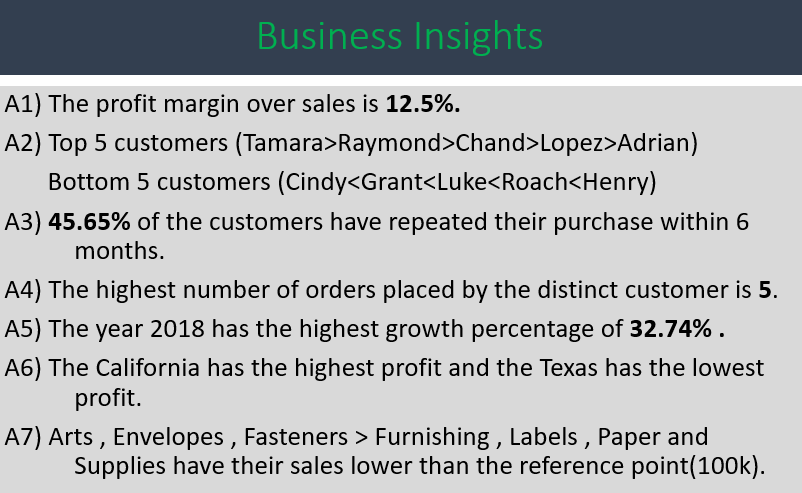 Business Insights
A1) The profit margin over sales is 12.5%.
A2) Top 5 customers (Tamara>Raymond>Chand>Lopez>Adrian)
Bottom 5 customers (Cindy<Grant<Luke<Roach<Henry)
A3) 45.65% of the customers have repeated their purchase within 6
months.
A4) The highest number of orders placed by the distinct customer is 5.
A5) The year 2018 has the highest growth percentage of 32.74% .
A6) The California has the highest profit and the Texas has the lowest
profit.
A7) Arts , Envelopes , Fasteners > Furnishing , Labels , Paper and
Supplies have their sales lower than the reference point(100k).